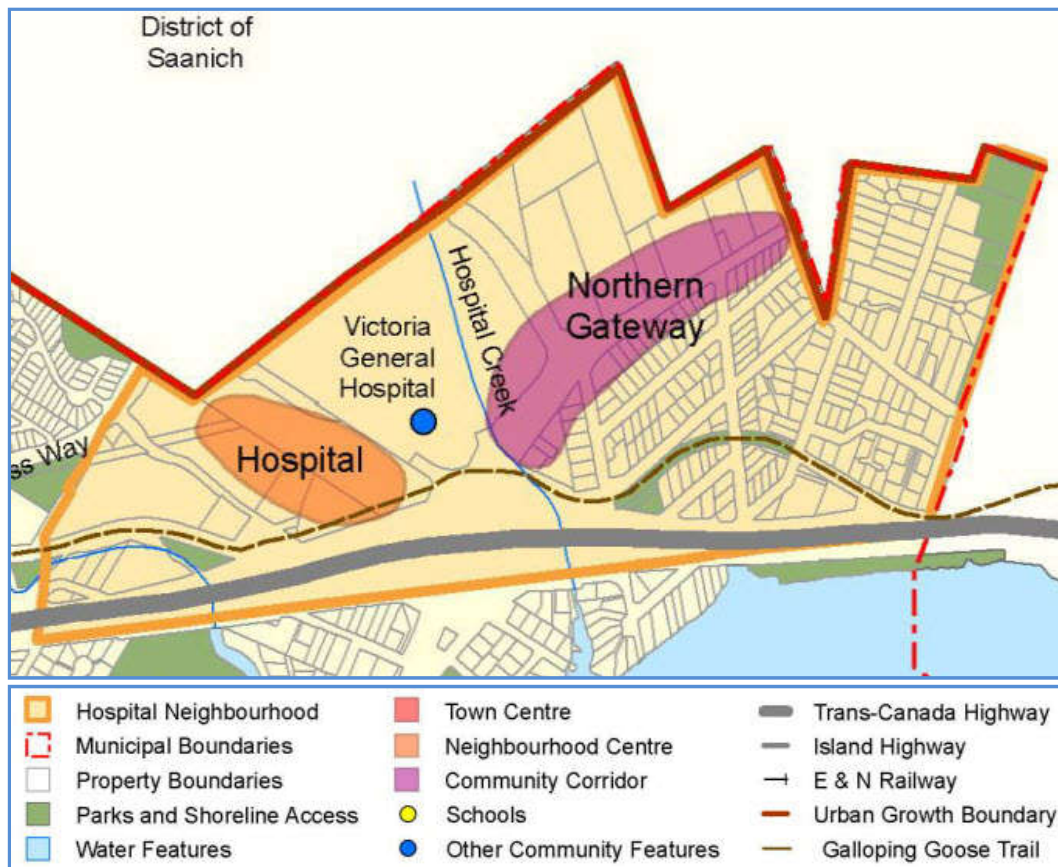 District of
Saanich
Northern
Gateway
Hospital Creek
Victoria
General
Hospital
Hospital
ss Way
Hospital Neighbourhood
Municipal Boundaries
Property Boundaries
Parks and Shoreline Access
Water Features
Town Centre
Neighbourhood Centre
Community Corridor
Schools
Other Community Features
Trans-Canada Highway
Island Highway
E & N Railway
Urban Growth Boundary
Galloping Goose Trail